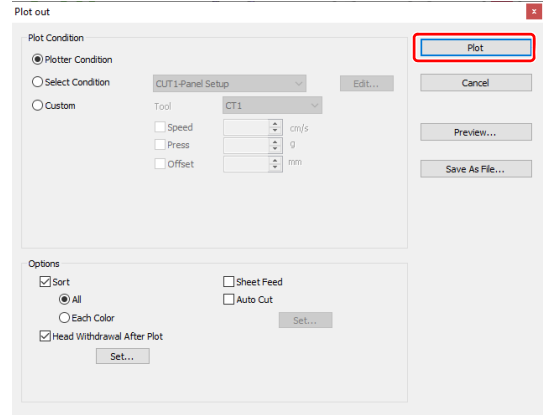 Plot out
x
Plot Condition
Plotter Condition
Plot
Select Condition
CUT1-Panel Setup
Edit...
Cancel
Custom
Tool
CT1
Speed
cm/s
Preview...
Press
g
Offset
mm
Save As File...
Options
Sort
Sheet Feed
All
Auto Cut
Each Color
Set...
Head Withdrawal After Plot
Set...